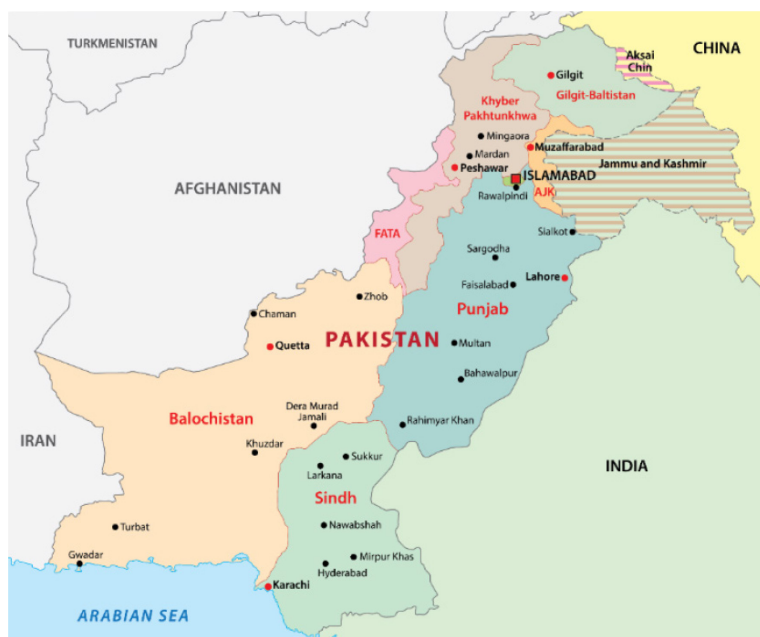 TURKMENISTAN
CHINA
Aksai
Chin
Gilgit
Gilgit-Baltistan
Khyber
Pakhtunkhwa
Mingaora
Muzaffarabad
Mardan
Jammu and Kashmir
Peshawar
ISLAMABAD
AFGHANISTAN
AJK
Rawalpindi
FATA
Sialkot
Sargodha
Lahore
Faisalabad
Zhob
Punjab
Chaman
PAKISTAN
Quetta
Multan
Bahawalpur
Dera Murad
Jamali
Balochistan
Rahimyar Khan
IRAN
Khuzdar
Sukkur
INDIA
Larkana
Sindh
Turbat
Nawabshah
Gwadar
Mirpur Khas
Hyderabad
Karachi
ARABIAN SEA